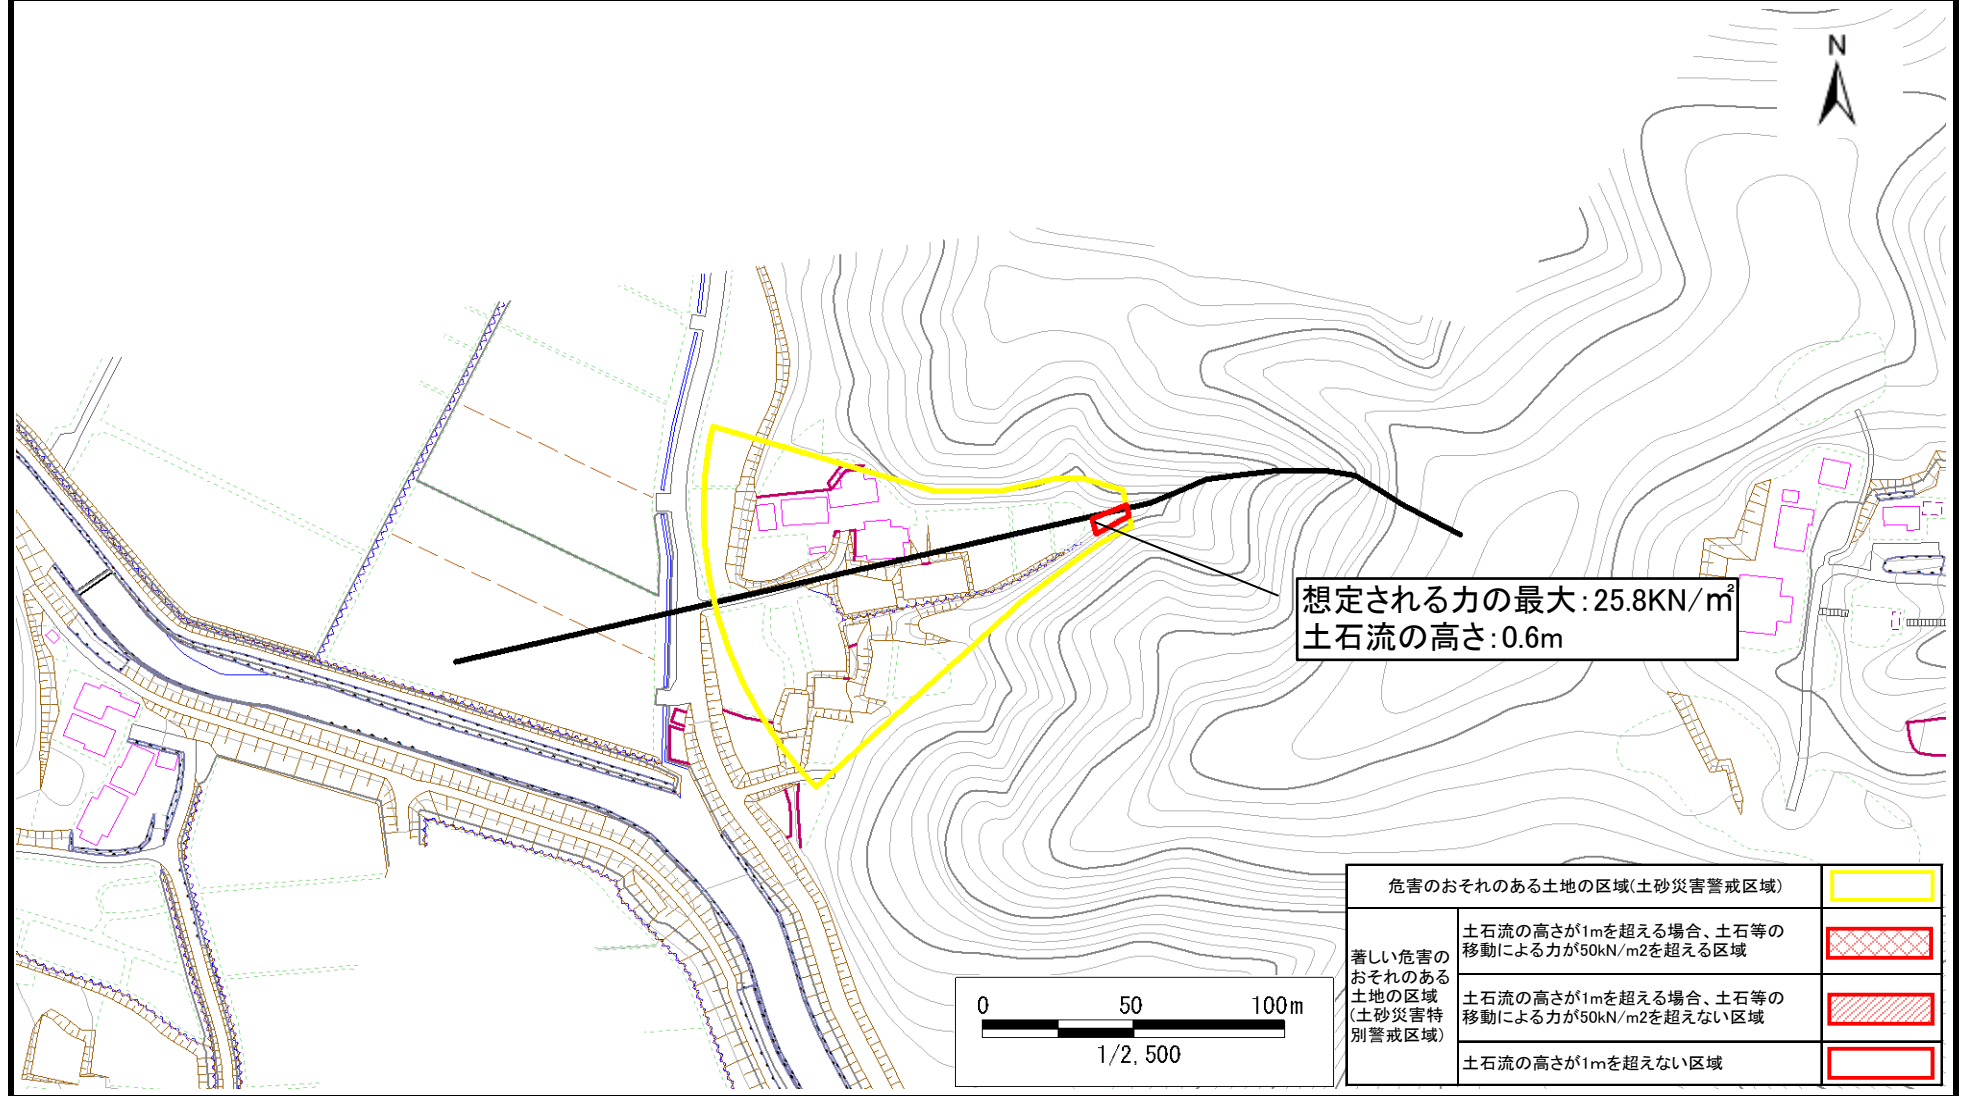 N
想定される力の最大：25.8KN/㎡
土石流の高さ：0.6m
危害のおそれのある土地の区域（土砂災害警戒区域）
著しい危害の
おそれのある
土地の区域
（土砂災害特
別警戒区域）
土石流の高さが1mを超える場合、土石等の
移動による力が50kN/m2を超える区域
土石流の高さが1mを超える場合、土石等の
移動による力が50kN/m2を超えない区域
土石流の高さが1mを超えない区域
0 50 100m
1/2,500